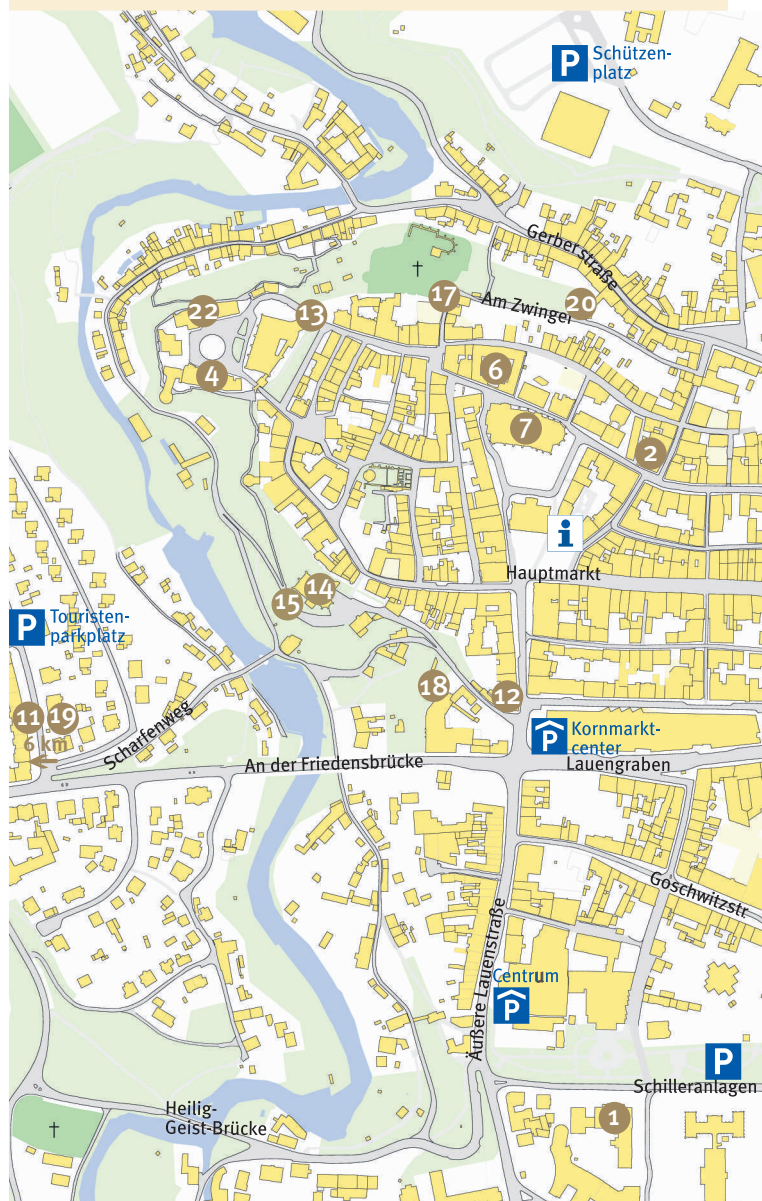 P
Schützen-
platz
Gerberstraße
17
20
Am Zwinger
22
13
6
4
7
2
i
Hauptmarkt
14
15
P
Touristen-
parkplatz
18
12
11
19
6 km
Scharfenweg
P
Kornmarkt-
center
Lauengraben
An der Friedensbrücke
Goschwitzstr
Äußere Lauenstraße
Centrum
P
P
Schilleranlagen
Heilig-
Geist-Brücke
1